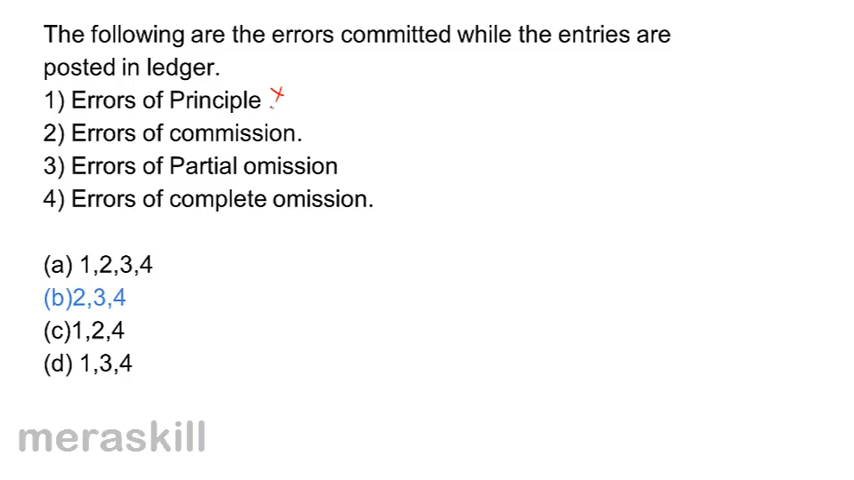 The following are the errors committed while the entries are
posted in ledger.
1) Errors of Principle ×
2) Errors of commission.
3) Errors of Partial omission
4) Errors of complete omission.
(a) 1,2,3,4
(b)2,3,4
(c)1,2,4
(d) 1,3,4
meraskill